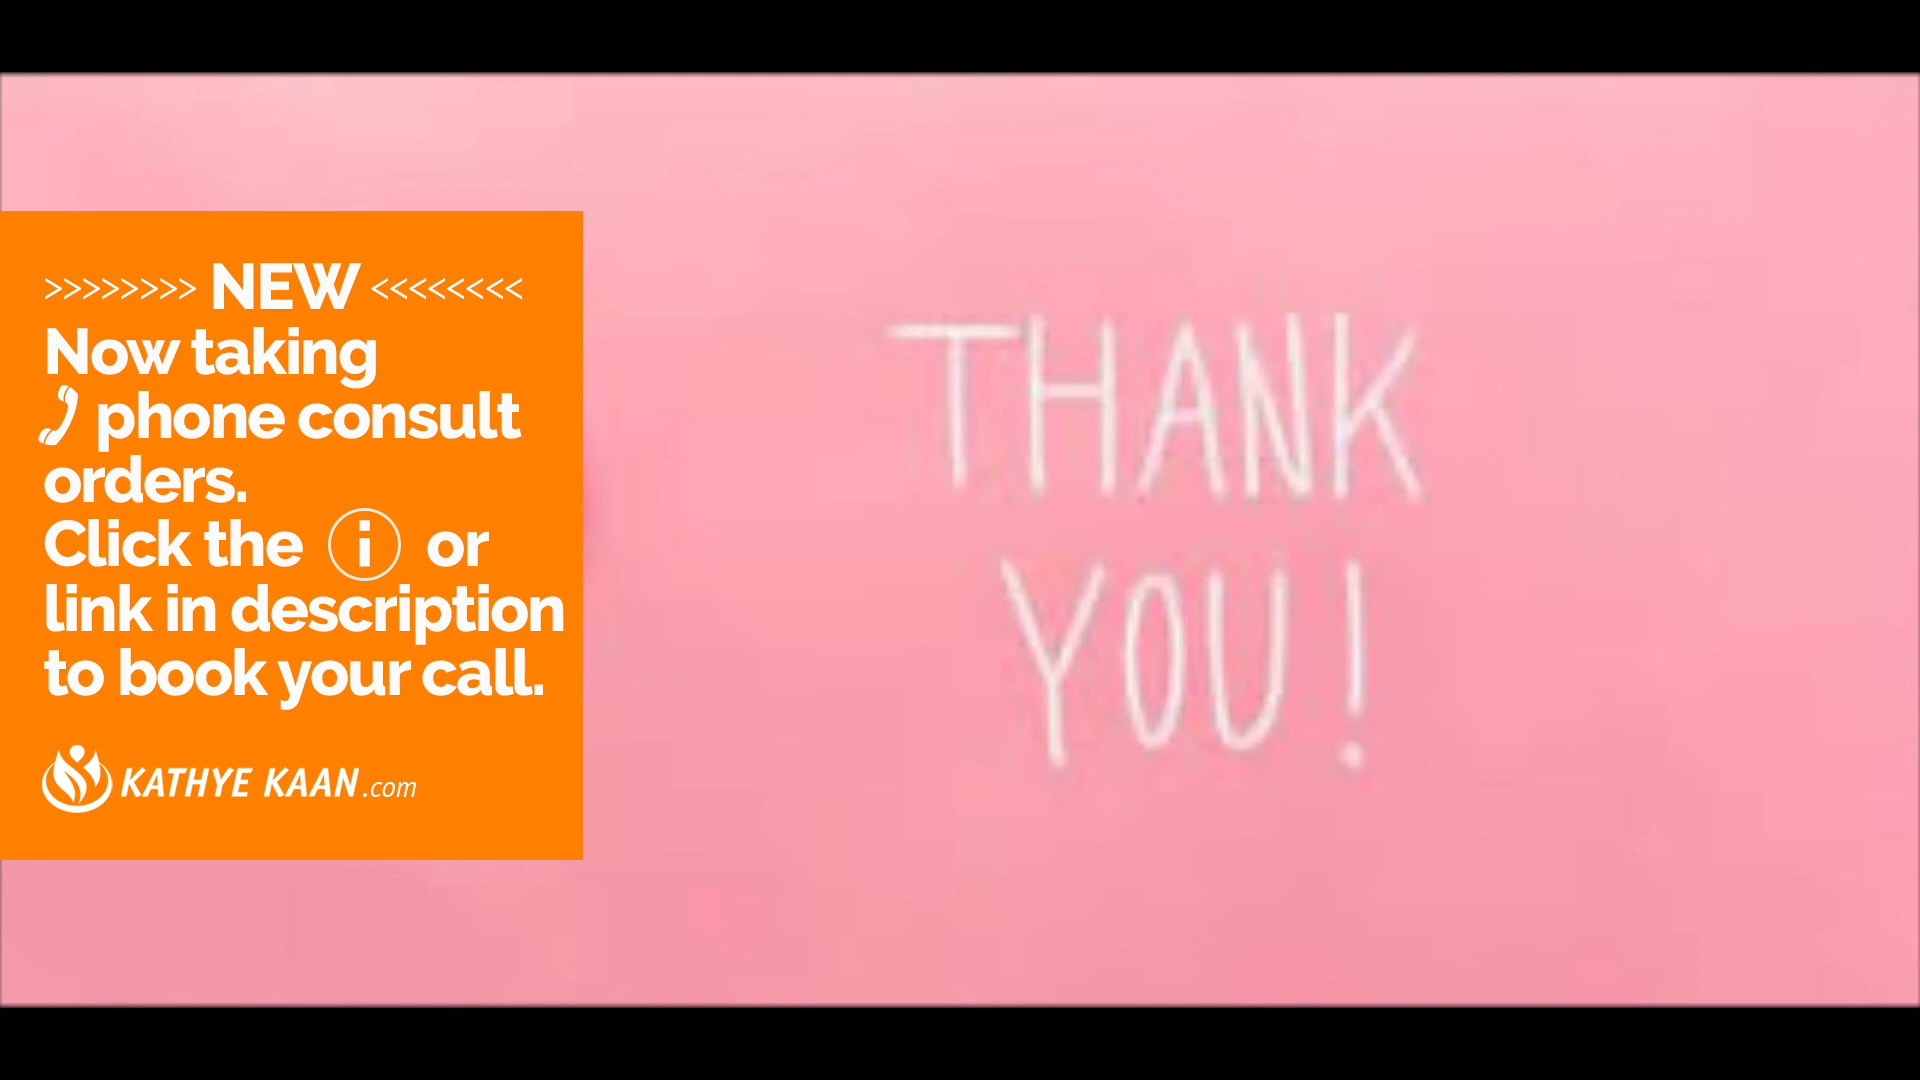 >>>>>>>> NEW <<<<<<<<
Now taking
phone consult
orders.
Click the i or
link in description
to book your call.
KATHYE KAAN.com
THANK
YOU!